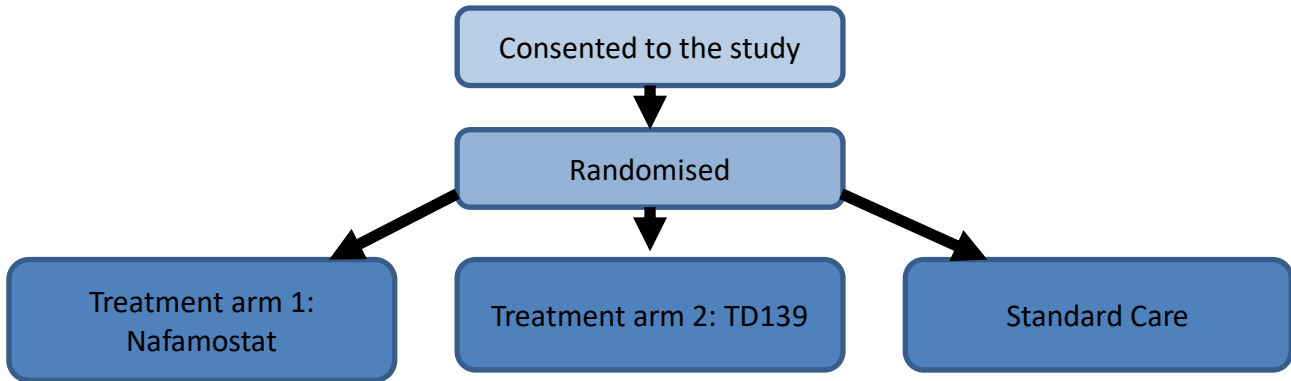 Consented to the study
Randomised
Treatment arm 1:
Nafamostat
Treatment arm 2: TD139
Standard Care